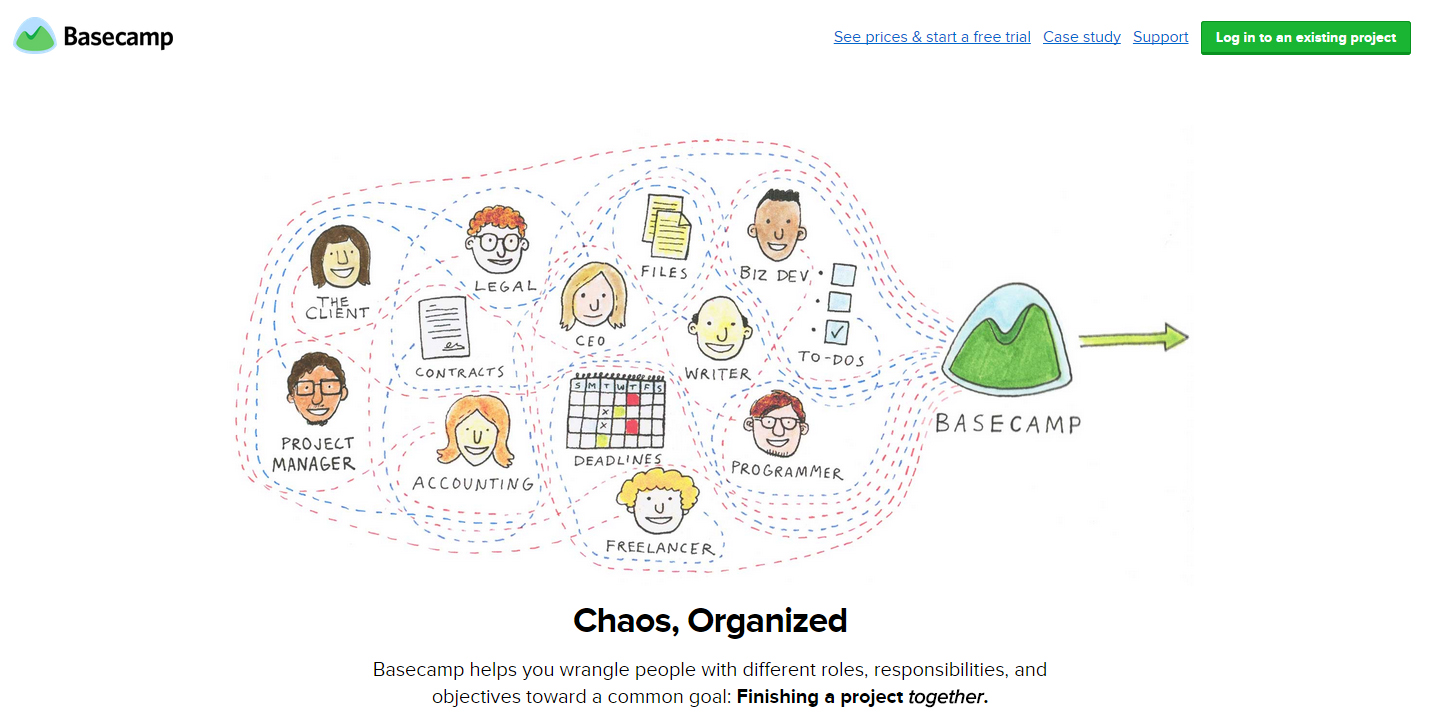 Basecamp
See prices & start a free trial
Case study
Support
Log in to an existing project
THE
CLIENT
LEGAL
FILES
BIZ DEV
CONTRACTS
CEO
WRITER
TO-DOS
PROJECT
MANAGER
ACCOUNTING
S M T W T F S
x
x
DEADLINES
PROGRAMMER
FREELANCER
BASECAMP
Chaos, Organized
Basecamp helps you wrangle people with different roles, responsibilities, and
objectives toward a common goal: Finishing a project together.